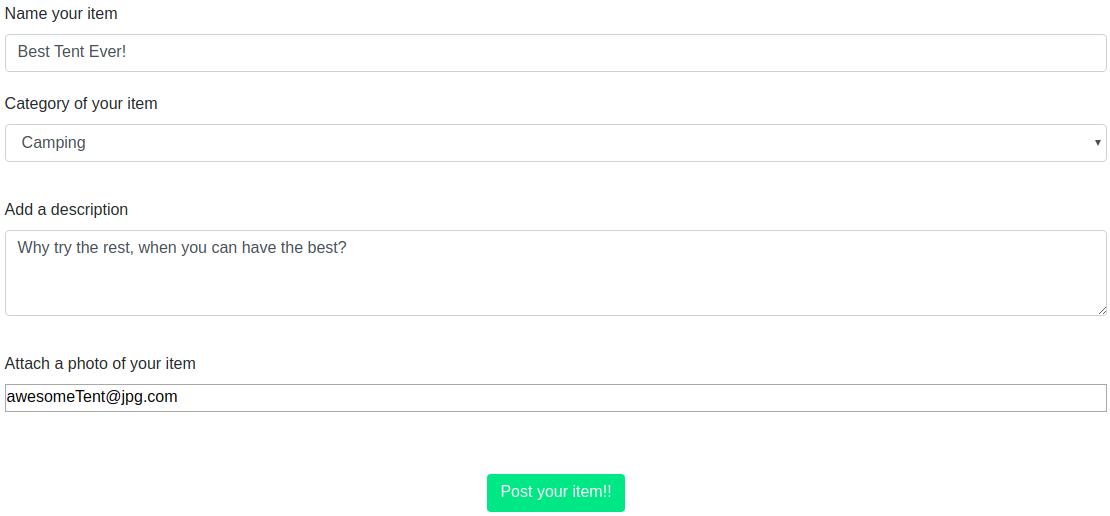 Name your item
Best Tent Ever!
Category of your item
Camping
Add a description
Why try the rest, when you can have the best?
Attach a photo of your item
awesomeTent@jpg.com
Post your item!!